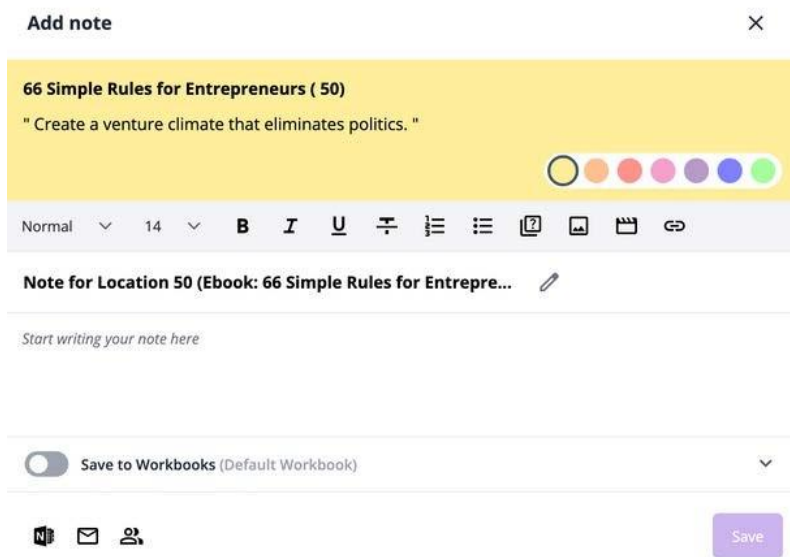 Add note
66 Simple Rules for Entrepreneurs ( 50)
" Create a venture climate that eliminates politics. "
Normal 14 B I U T
Note for Location 50 (Ebook: 66 Simple Rules for Entrepre...
Start writing your note here
Save to Workbooks (Default Workbook)
N
Save